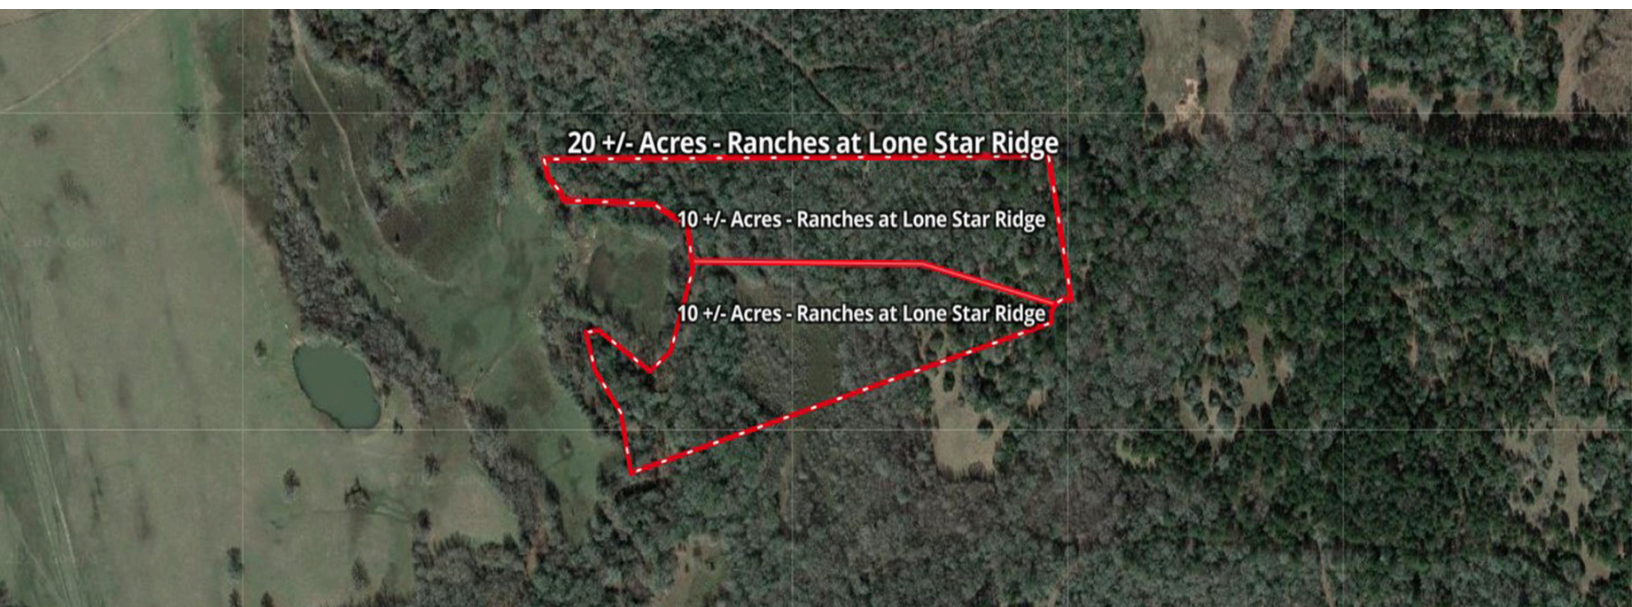 20 +/- Acres - Ranches at Lone Star Ridge
10 +/- Acres - Ranches at Lone Star Ridge
10 +/- Acres - Ranches at Lone Star Ridge